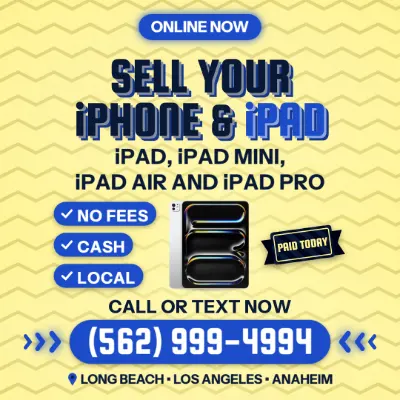 ONLINE NOW
SELL YOUR
iPHONE & iPAD
iPAD, iPAD MINI,
iPAD AIR AND iPAD PRO
NO FEES
CASH
LOCAL
PAID TODAY
CALL OR TEXT NOW
(562) 999-4994
LONG BEACH • LOS ANGELES • ANAHEIM